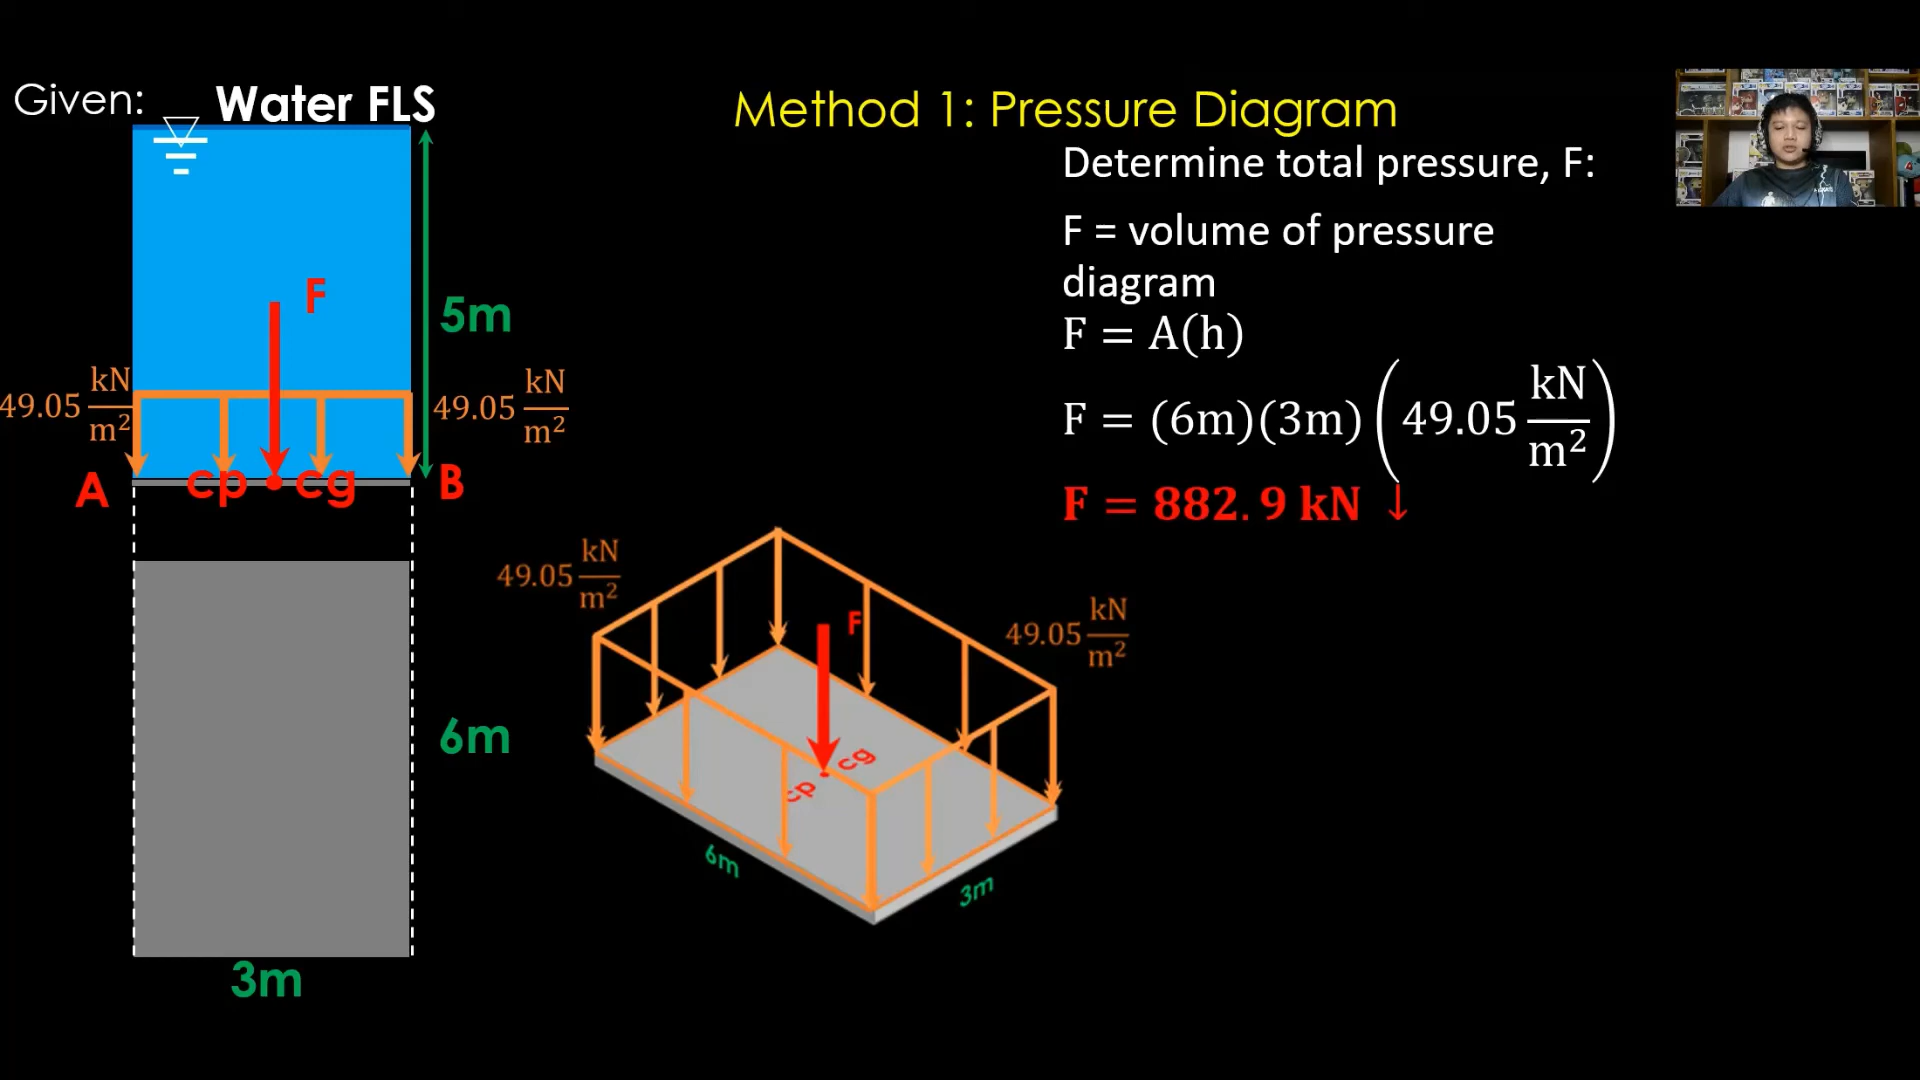 Given:
Water FLS
Method 1: Pressure Diagram
Determine total pressure, F:
F = volume of pressure
diagram
F = A(h)
F = (6m)(3m)(49.05 kN/m²)
F = 882.9 kN ↓
F
5m
49.05 kN/m²
49.05 kN/m²
A
cp
cg
B
6m
3m
49.05 kN/m²
49.05 kN/m²
F
cg
cp
6m
3m